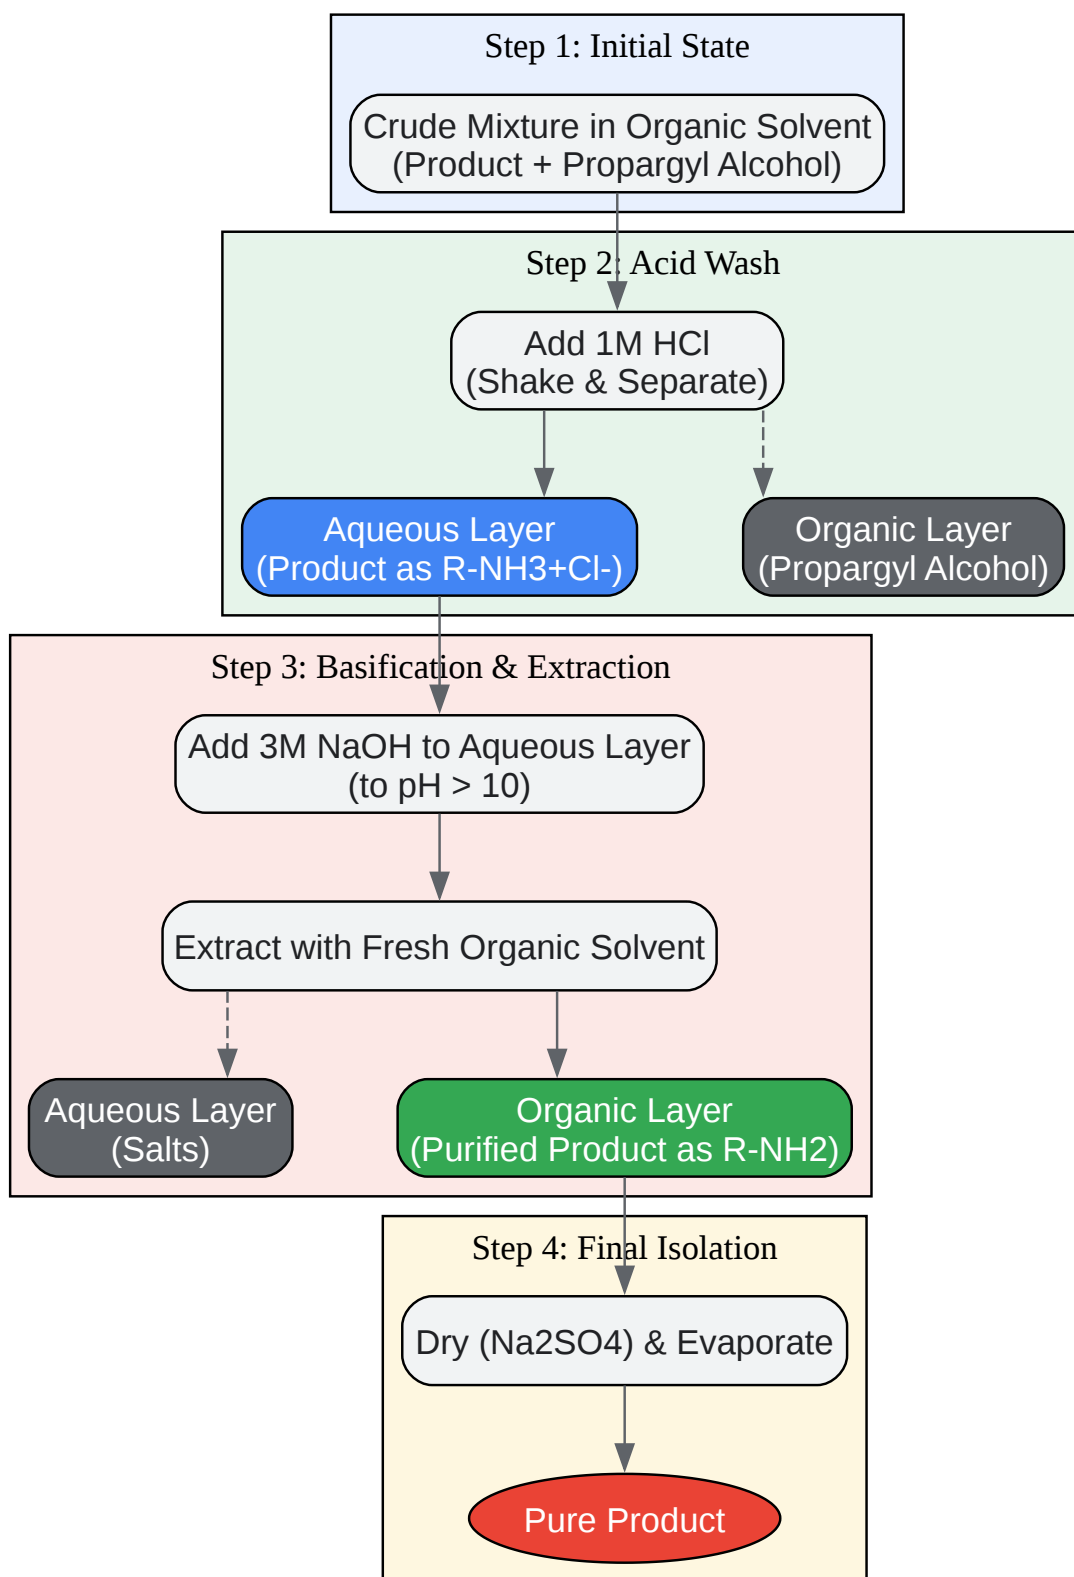 Step 1: Initial State
Crude Mixture in Organic Solvent
(Product + Propargyl Alcohol)
Step 2: Acid Wash
Add 1M HCl
(Shake & Separate)
Aqueous Layer
(Product as R-NH3+Cl-)
Organic Layer
(Propargyl Alcohol)
Step 3: Basification & Extraction
Add 3M NaOH to Aqueous Layer
(to pH > 10)
Extract with Fresh Organic Solvent
Aqueous Layer
(Salts)
Organic Layer
(Purified Product as R-NH2)
Step 4: Final Isolation
Dry (Na2SO4) & Evaporate
Pure Product